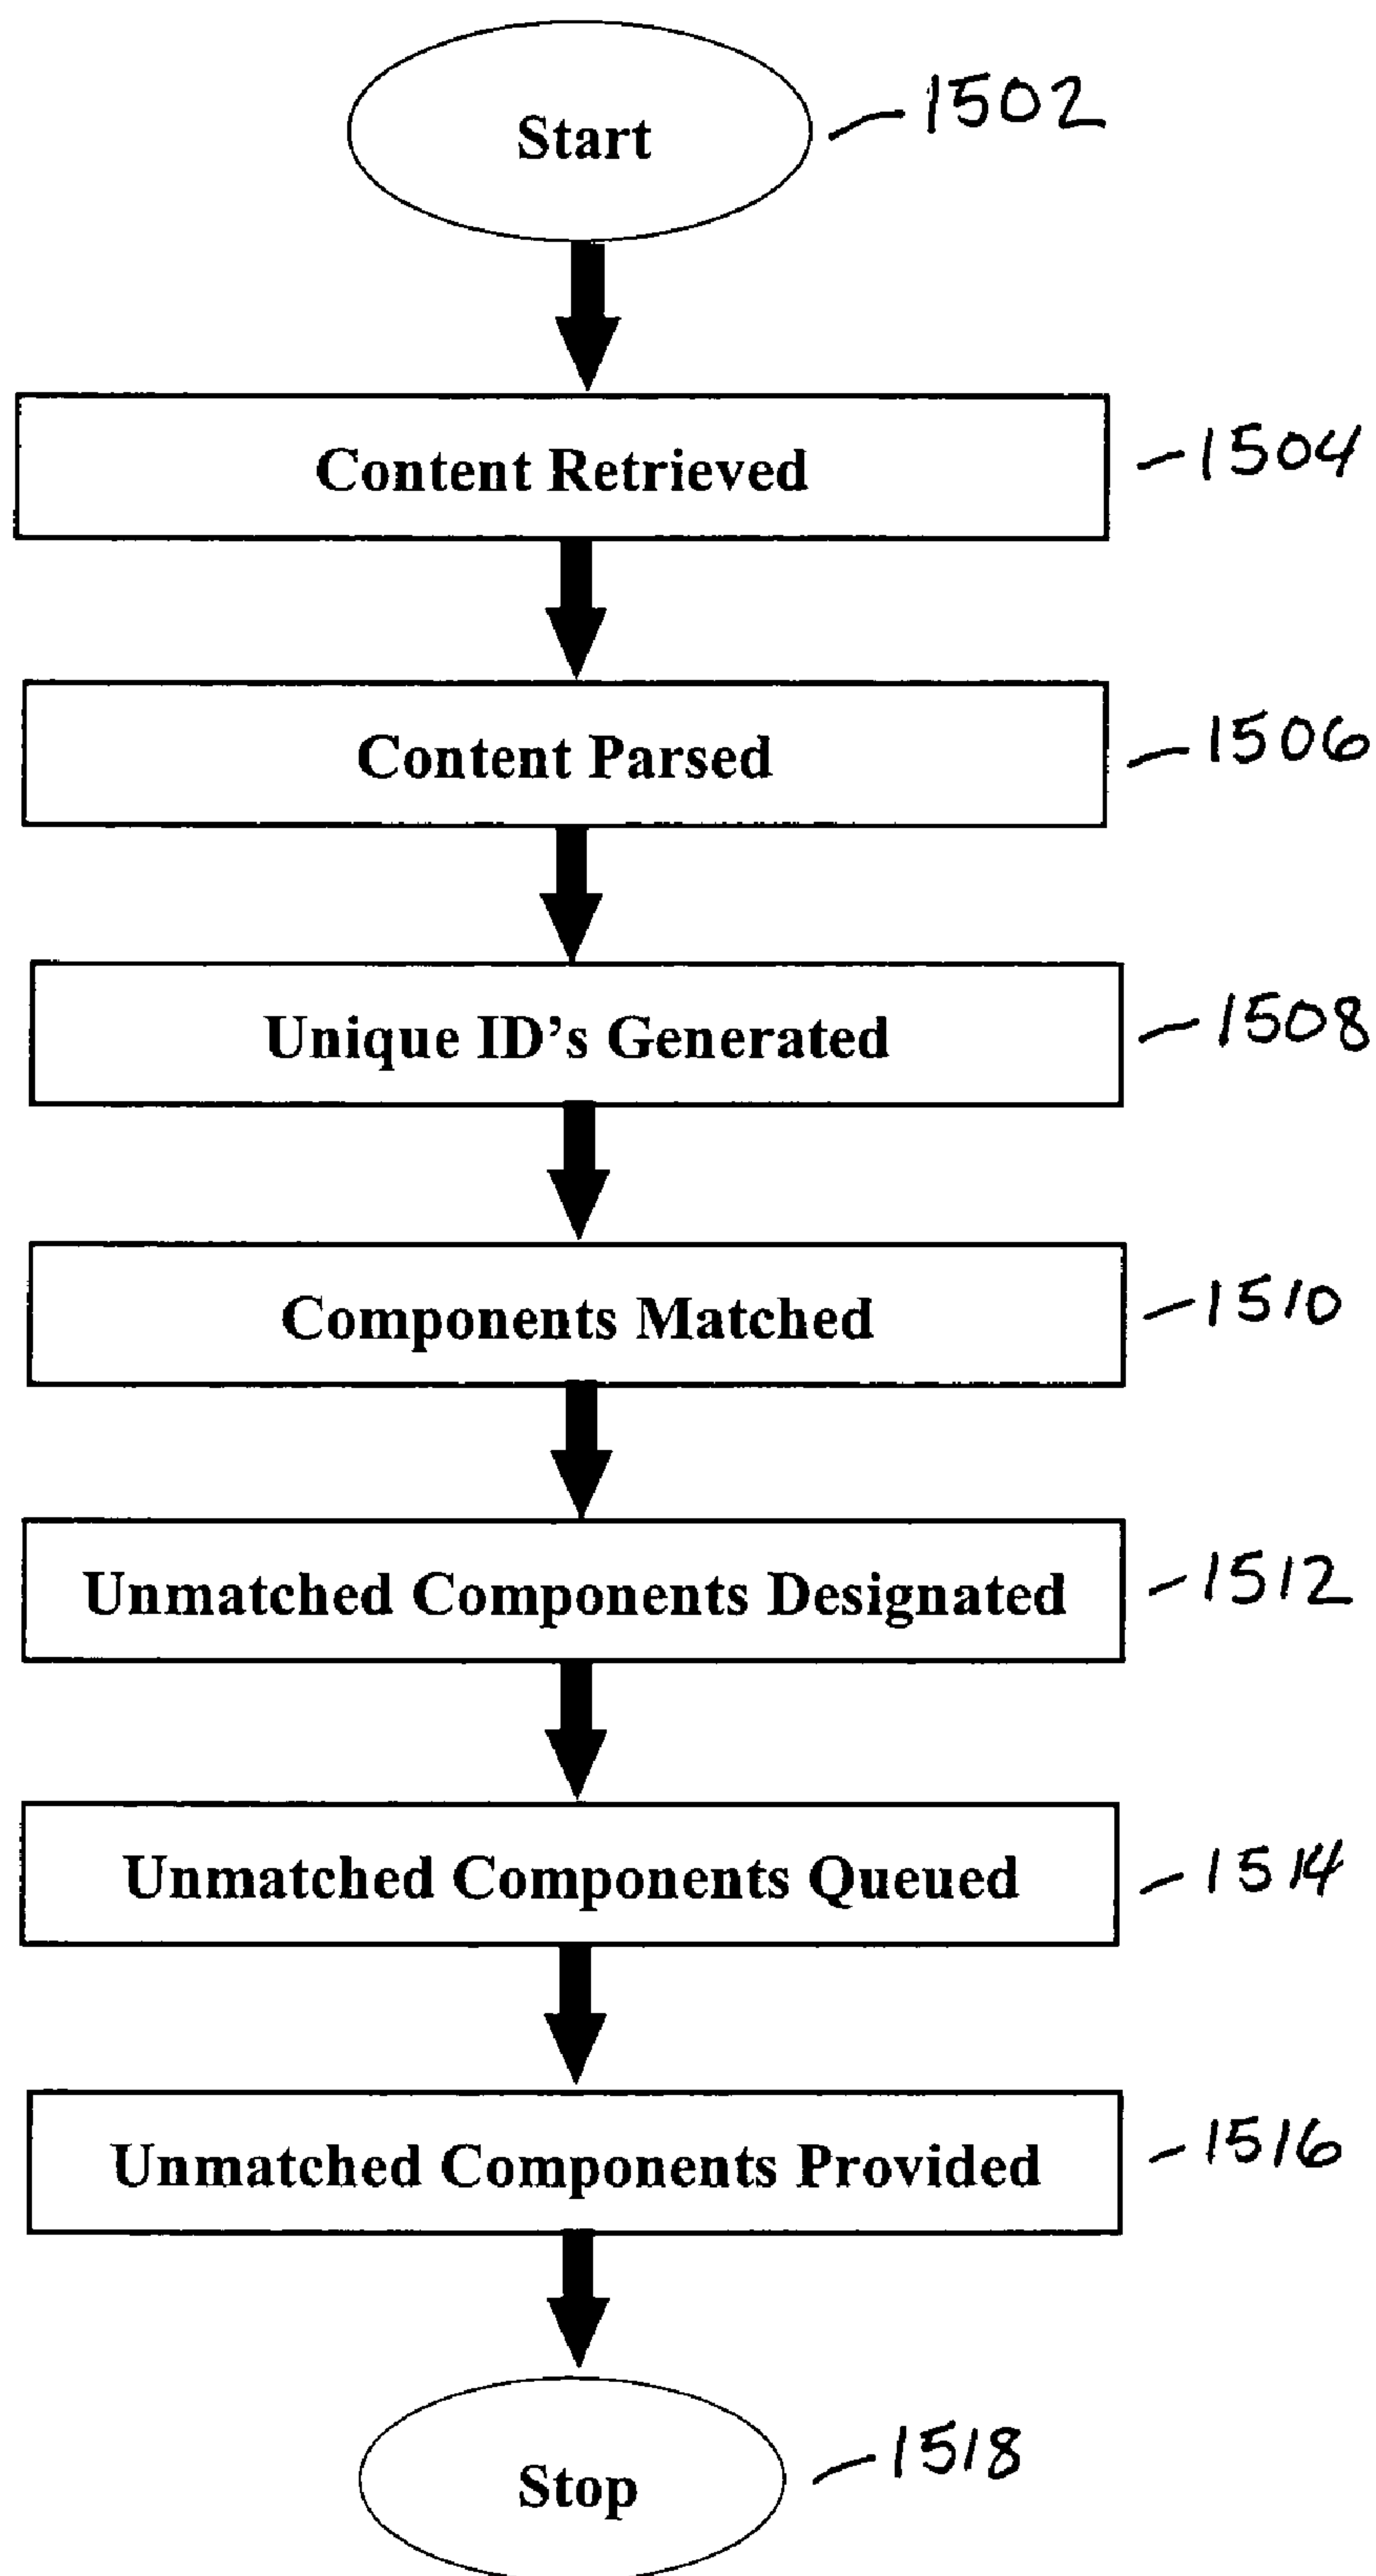 Start
1502
Content Retrieved
1504
Content Parsed
1506
Unique ID's Generated
1508
Components Matched
1510
Unmatched Components Designated
1512
Unmatched Components Queued
1514
Unmatched Components Provided
1516
Stop
1518